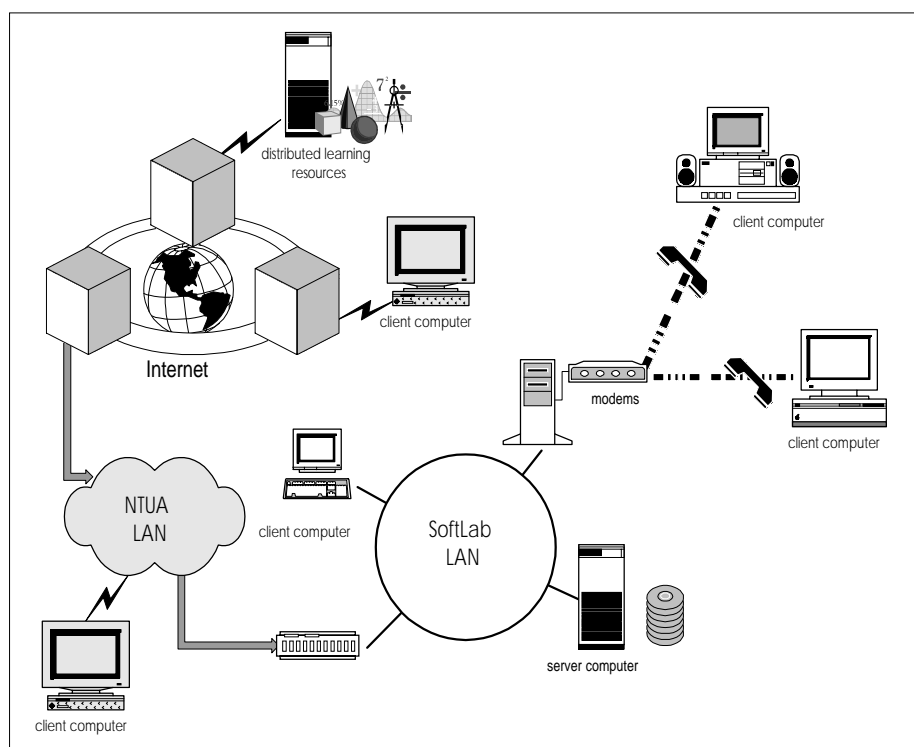 7²
distributed learning
resources
client computer
client computer
Internet
modems
client computer
NTUA
LAN
client computer
SoftLab
LAN
server computer
client computer